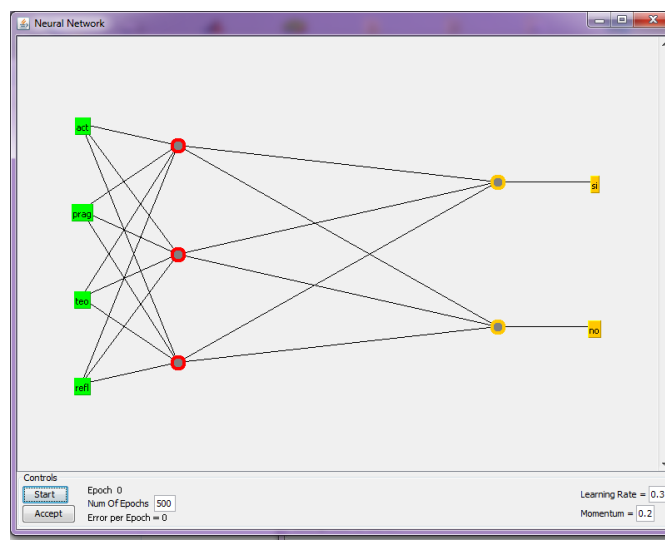 Neural Network
act
prag
teo
refl
si
no
Controls
Start
Accept
Epoch 0
Num Of Epochs 500
Error per Epoch = 0
Learning Rate = 0.3
Momentum = 0.2